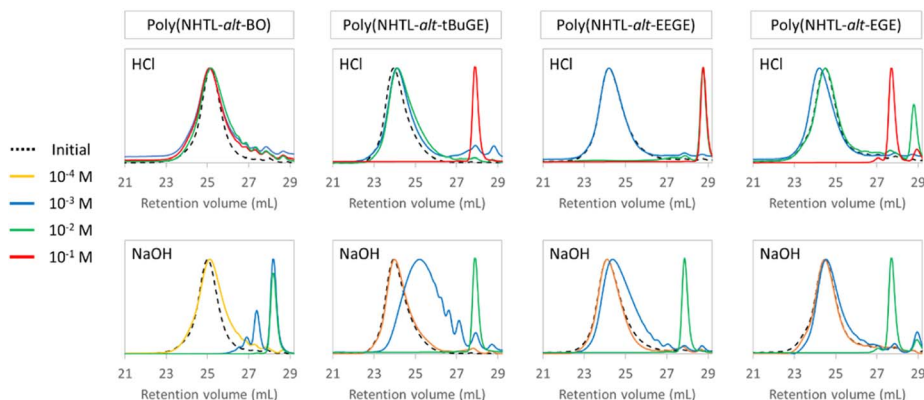 Poly(NHTL-alt-BO)
Poly(NHTL-alt-tBuGE)
Poly(NHTL-alt-EEGE)
Poly(NHTL-alt-EGE)
HCl
HCl
HCl
HCl
Initial
10⁻⁴ M
10⁻³ M
10⁻² M
10⁻¹ M
21 23 25 27 29
21 23 25 27 29
21 23 25 27 29
21 23 25 27 29
Retention volume (mL)
Retention volume (mL)
Retention volume (mL)
Retention volume (mL)
NaOH
NaOH
NaOH
NaOH
21 23 25 27 29
21 23 25 27 29
21 23 25 27 29
21 23 25 27 29
Retention volume (mL)
Retention volume (mL)
Retention volume (mL)
Retention volume (mL)